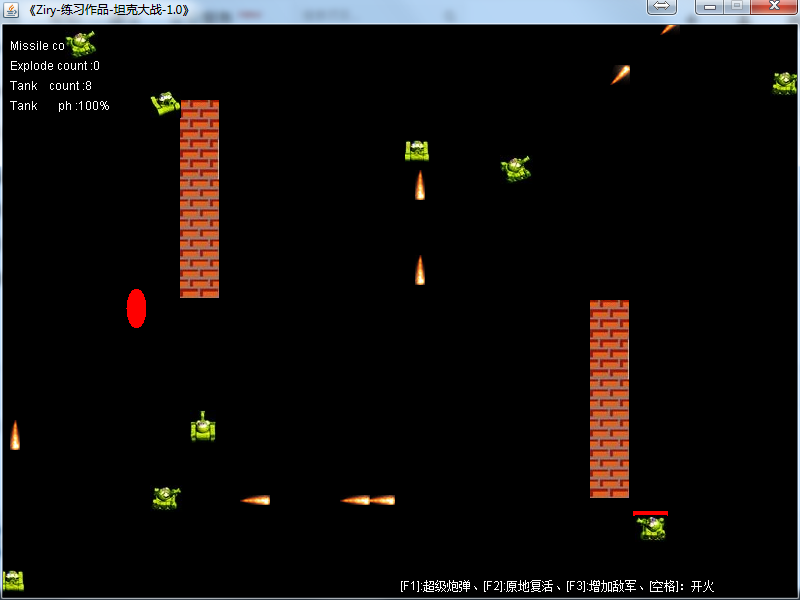 《Ziry-练习作品-坦克大战-1.0》
Missile co
Explode count :0
Tank count :8
Tank ph :100%
[F1]:超级炮弹、[F2]:原地复活、[F3]:增加敌军、[空格]：开火